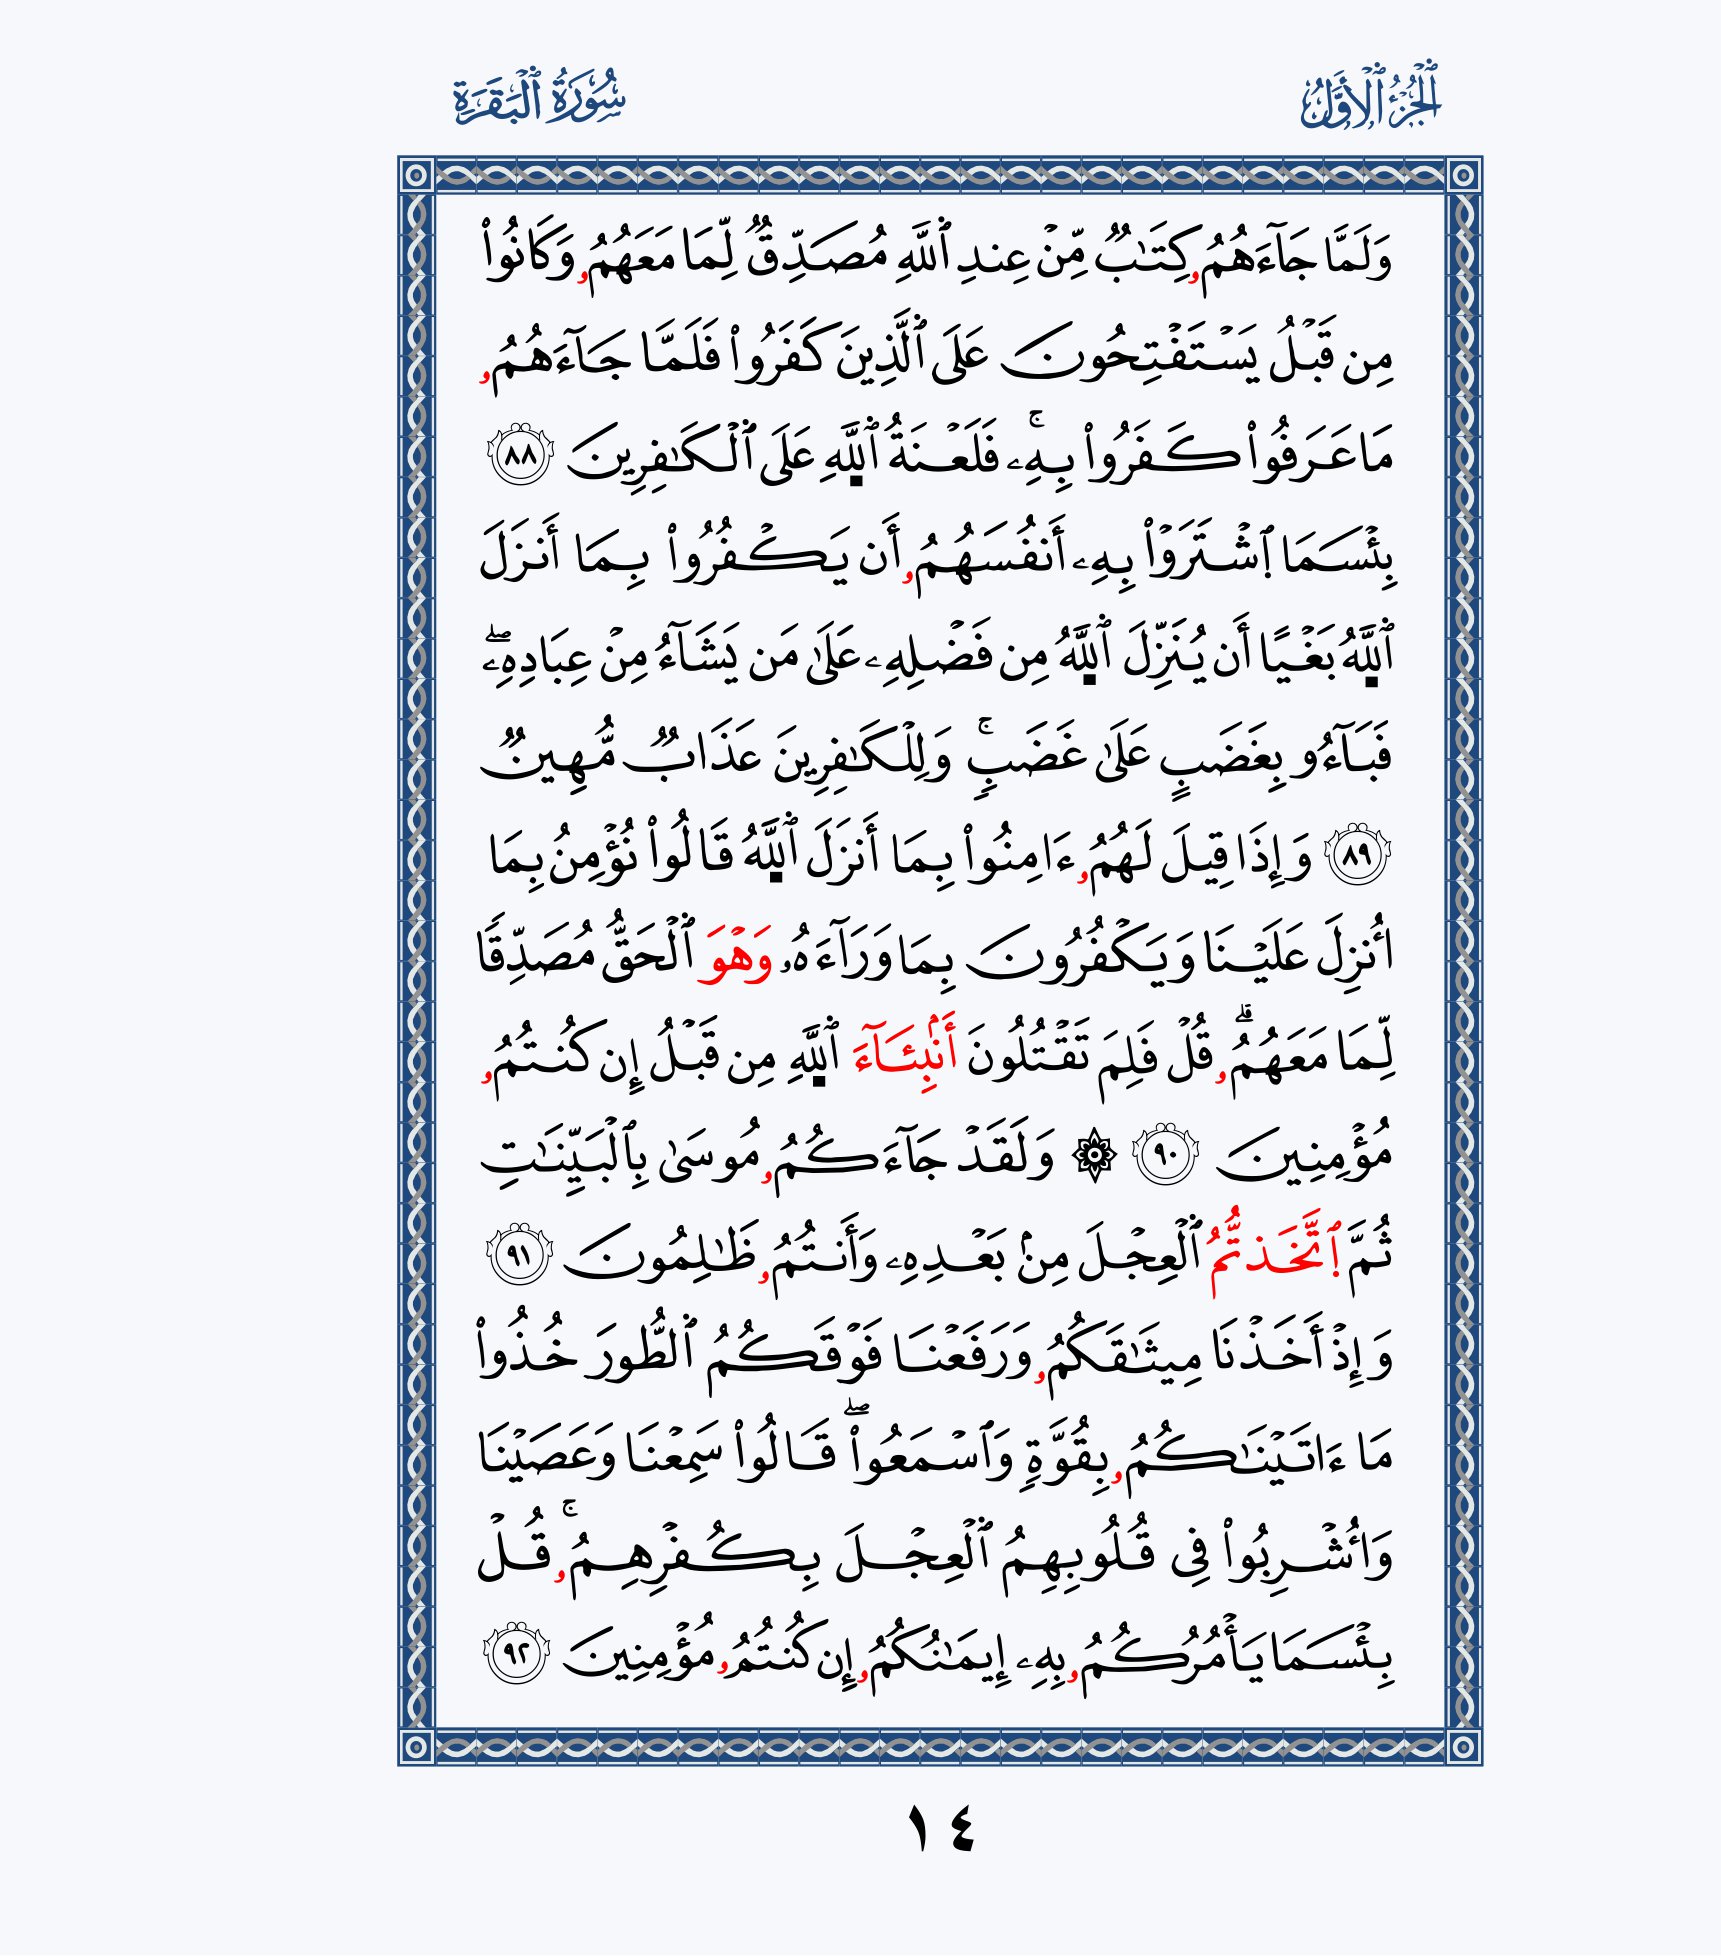 ٱلۡجُزۡءُ ٱلۡأَوَّلُ
سُورَةُ ٱلۡبَقَرَةِ
وَلَمَّا جَآءَهُمُۥ كِتَٰبٌ مِّنۡ عِندِ ٱللَّهِ مُصَدِّقٌ لِّمَا مَعَهُمُۥ وَكَانُواْ
مِن قَبۡلُ يَسۡتَفۡتِحُونَ عَلَى ٱلَّذِينَ كَفَرُواْ فَلَمَّا جَآءَهُمُۥ
مَا عَرَفُواْ كَفَرُواْ بِهِۦۚ فَلَعۡنَةُ ٱللَّهِ عَلَى ٱلۡكَٰفِرِينَ ٨٨
بِئۡسَمَا ٱشۡتَرَوۡاْ بِهِۦ أَنفُسَهُمُۥ أَن يَكۡفُرُواْ بِمَا أَنزَلَ
ٱللَّهُ بَغۡيًا أَن يُنَزِّلَ ٱللَّهُ مِن فَضۡلِهِۦ عَلَىٰ مَن يَشَآءُ مِنۡ عِبَادِهِۦۖ
فَبَآءُو بِغَضَبٍ عَلَىٰ غَضَبٍۚ وَلِلۡكَٰفِرِينَ عَذَابٌ مُّهِينٌ
٨٩ وَإِذَا قِيلَ لَهُمُۥ ءَامِنُواْ بِمَا أَنزَلَ ٱللَّهُ قَالُواْ نُؤۡمِنُ بِمَا
أُنزِلَ عَلَيۡنَا وَيَكۡفُرُونَ بِمَا وَرَآءَهُۥ وَهۡوَ ٱلۡحَقُّ مُصَدِّقًا
لِّمَا مَعَهُمُۥۗ قُلۡ فَلِمَ تَقۡتُلُونَ أَنۢبِئَآءَ ٱللَّهِ مِن قَبۡلُ إِن كُنتُمُۥ
مُؤۡمِنِينَ ٩٠ ۞ وَلَقَدۡ جَآءَكُمُۥ مُوسَىٰ بِٱلۡبَيِّنَٰتِ
ثُمَّ ٱتَّخَذتُّمُ ٱلۡعِجۡلَ مِنۢ بَعۡدِهِۦ وَأَنتُمُۥ ظَٰلِمُونَ ٩١
وَإِذۡ أَخَذۡنَا مِيثَٰقَكُمُۥ وَرَفَعۡنَا فَوۡقَكُمُ ٱلطُّورَ خُذُواْ
مَا ءَاتَيۡنَٰكُمُۥ بِقُوَّةٍ وَٱسۡمَعُواْۖ قَالُواْ سَمِعۡنَا وَعَصَيۡنَا
وَأُشۡرِبُواْ فِي قُلُوبِهِمُ ٱلۡعِجۡلَ بِكُفۡرِهِمُۥۚ قُلۡ
بِئۡسَمَا يَأۡمُرُكُمُۥ بِهِۦ إِيمَٰنُكُمُۥ إِن كُنتُمُۥ مُؤۡمِنِينَ ٩٢
١٤